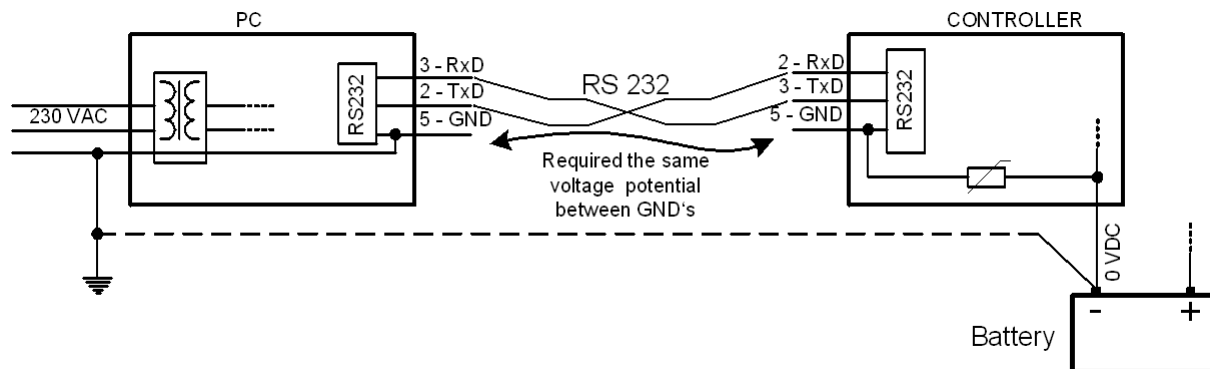 PC
CONTROLLER
230 VAC
RS232
3 - RxD
2 - TxD
5 - GND
RS 232
2 - RxD
3 - TxD
5 - GND
RS232
Required the same
voltage potential
between GND's
0 VDC
Battery
- +